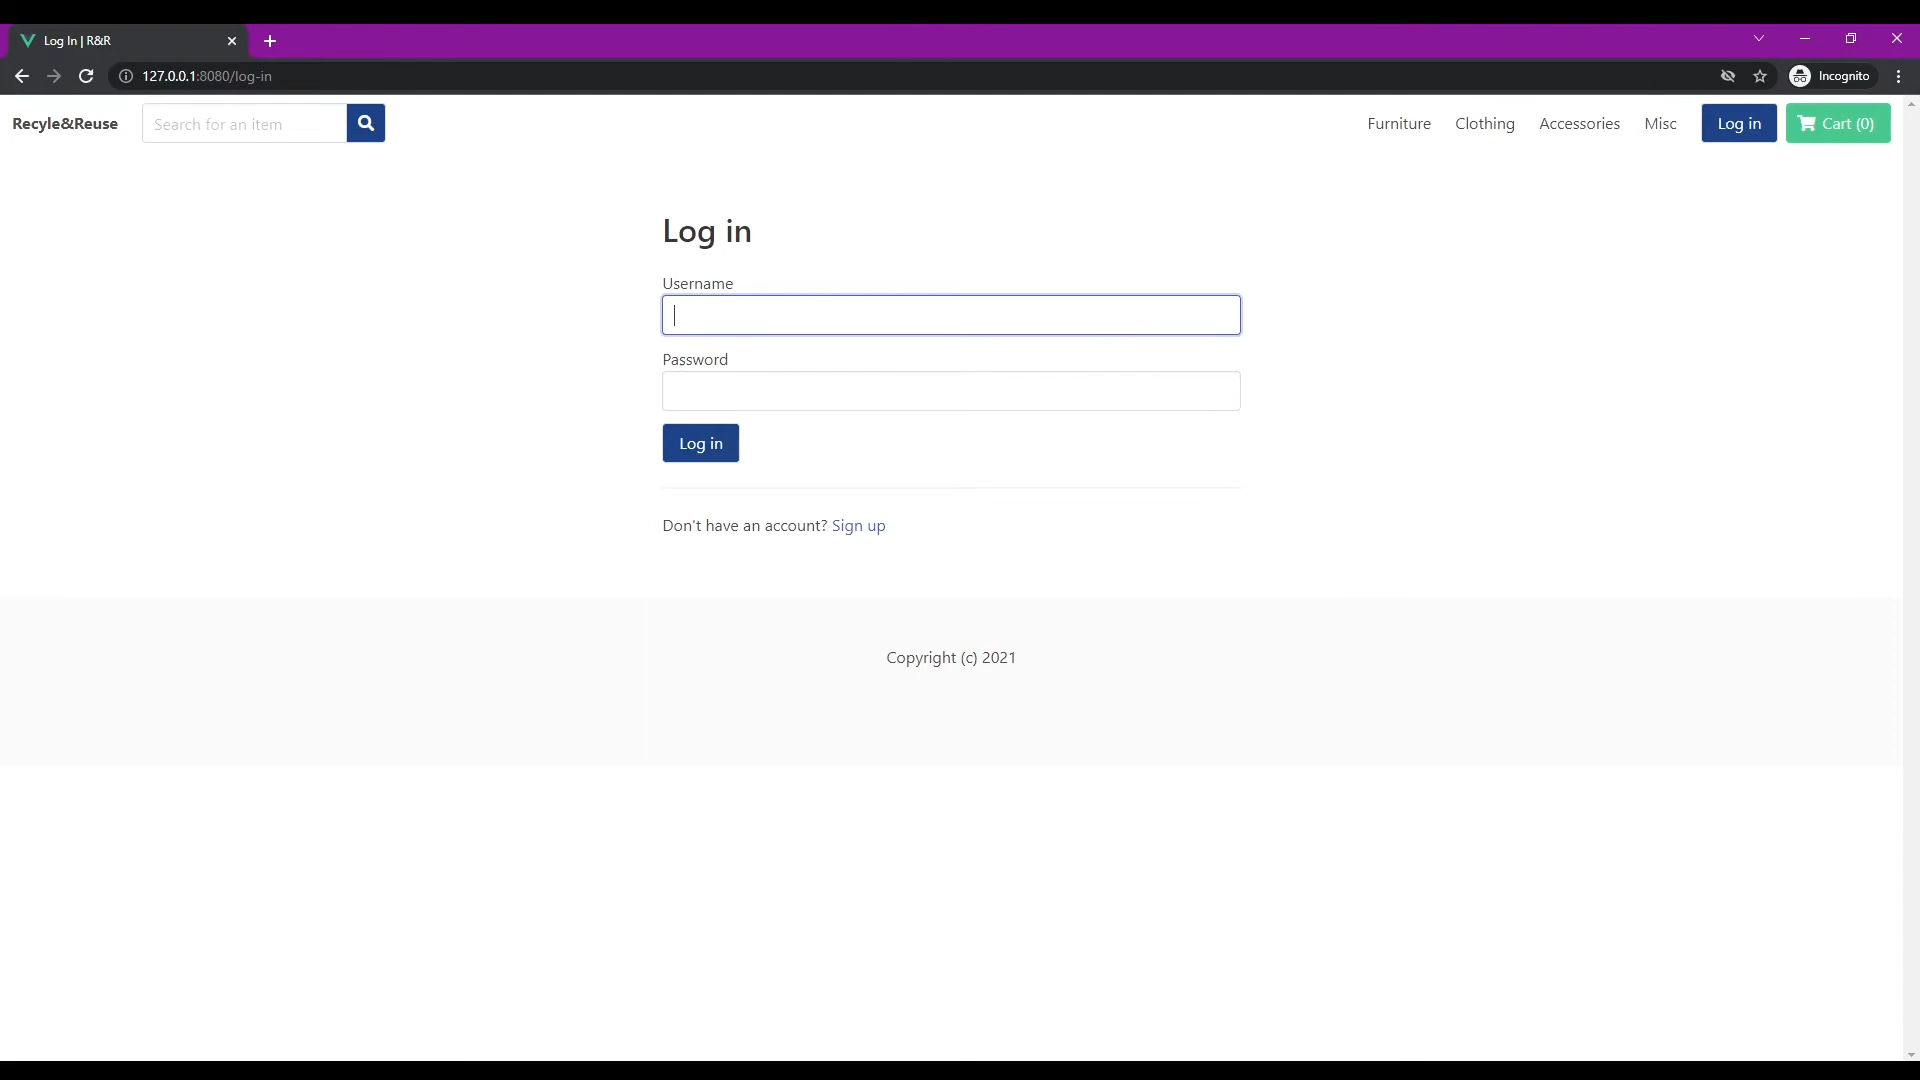 Log In | R&R
127.0.0.1:8080/log-in
Incognito
Recyle&Reuse
Search for an item
Furniture
Clothing
Accessories
Misc
Log in
Cart (0)
Log in
Username
Password
Log in
Don't have an account? Sign up
Copyright (c) 2021